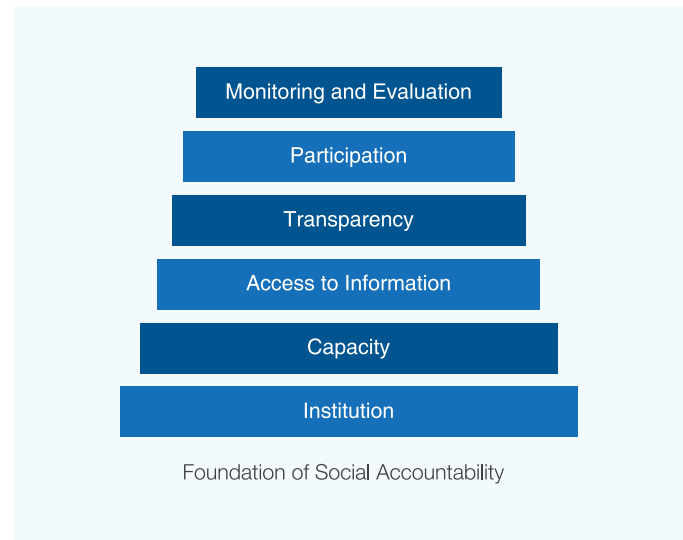 Monitoring and Evaluation
Participation
Transparency
Access to Information
Capacity
Institution
Foundation of Social Accountability